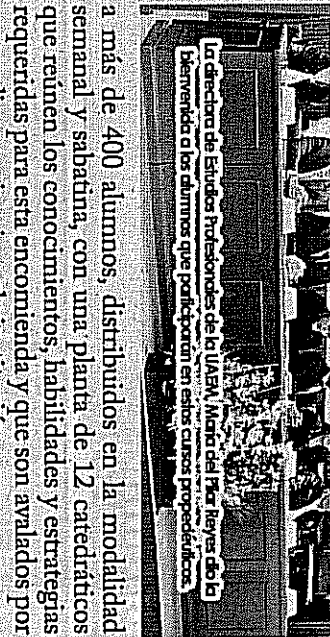 La directora de Estudios Profesionales de la UAEM, María del Pilar Reyes dio la
bienvenida a los alumnos que participarán en estos cursos propedéuticos.
a más de 400 alumnos, distribuidos en la modalidad
semanal y sabatina, con una planta de 12 catedráticos
que reúnen los conocimientos, habilidades y estrategias
requeridas para esta encomienda y que son avalados por